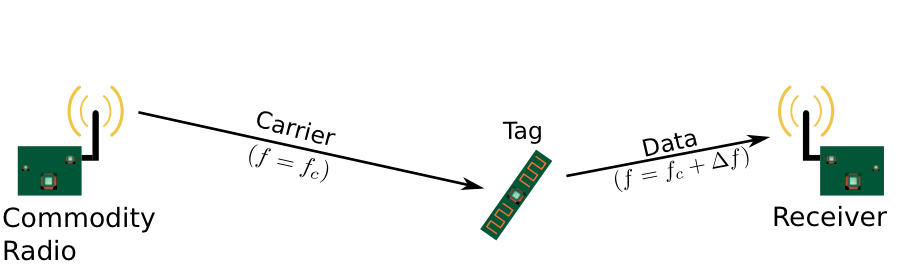 Carrier
(f = f_c)
Tag
Data
(f = f_c + Δf)
Commodity
Radio
Receiver